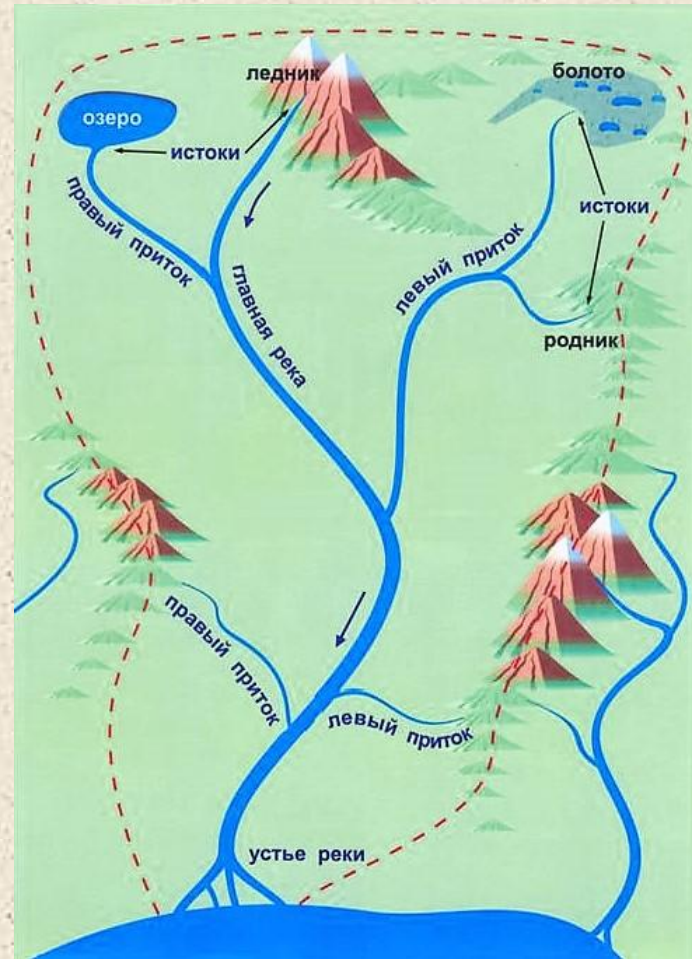 ледник
болото
озеро
истоки
истоки
правый приток
главная река
левый приток
родник
правый приток
левый приток
устье реки